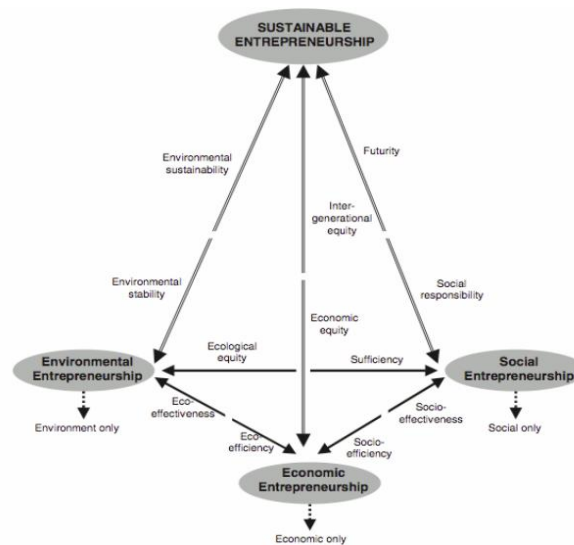 SUSTAINABLE
ENTREPRENEURSHIP
Environmental
sustainability
Futurity
Inter-
generational
equity
Environmental
stability
Social
responsibility
Economic
equity
Ecological
equity
Sufficiency
Environmental
Entrepreneurship
Social
Entrepreneurship
Eco-
effectiveness
Socio-
effectiveness
Environment only
Social only
Eco-
efficiency
Socio-
efficiency
Economic
Entrepreneurship
Economic only